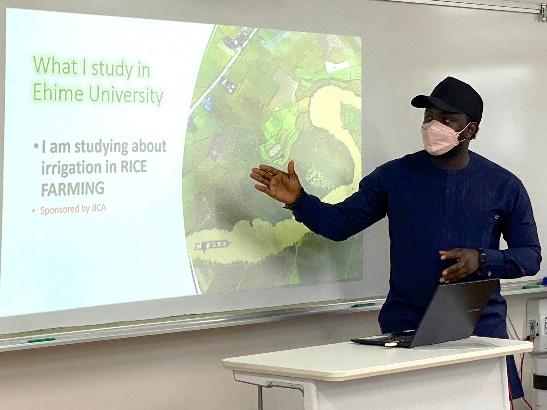 What I study in
Ehime University
• I am studying about
irrigation in RICE
FARMING
• Sponsored by JICA